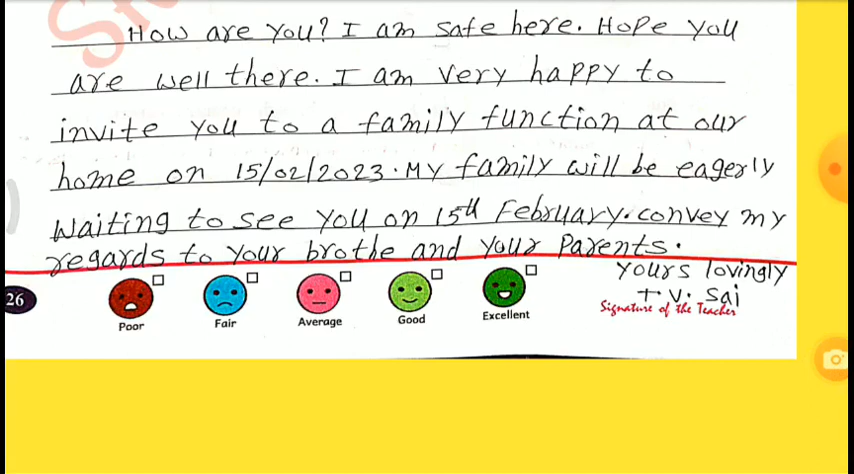 How are you? I am safe here. Hope you
are well there. I am very happy to
invite you to a family function at our
home on 15/02/2023. My family will be eagerly
waiting to see you on 15th February. convey my
regards to your brothe and your Parents.
yours lovingly
T. V. Sai
Signature of the Teacher
26
Poor Fair Average Good Excellent